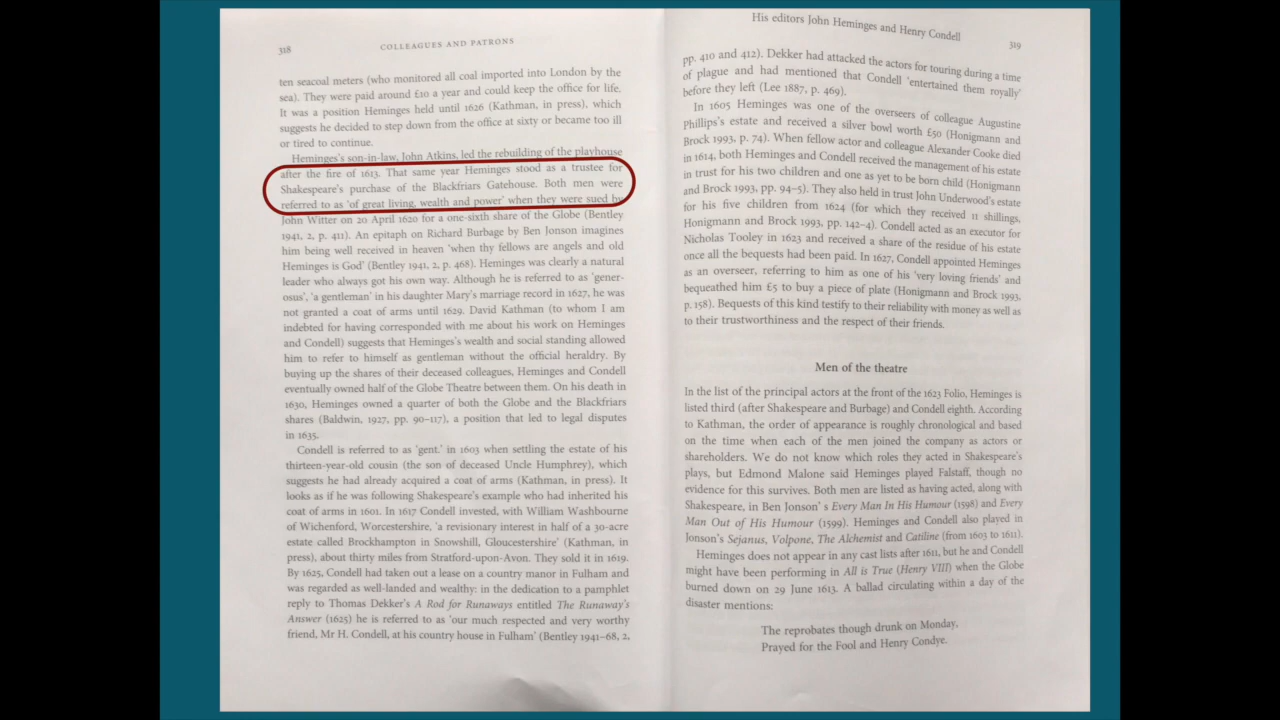 318
COLLEAGUES AND PATRONS
ten seacoal meters (who monitored all coal imported into London by the
sea). They were paid around £10 a year and could keep the office for life.
It was a position Heminges held until 1626 (Kathman, in press), which
suggests he decided to step down from the office at sixty or became too ill
or tired to continue.
Heminges's son-in-law, John Atkins, led the rebuilding of the playhouse
after the fire of 1613. That same year Heminges stood as a trustee for
Shakespeare's purchase of the Blackfriars Gatehouse. Both men were
referred to as 'of great living, wealth and power' when they were sued by
John Witter on 20 April 1620 for a one-sixth share of the Globe (Bentley
1941, 2, p. 411). An epitaph on Richard Burbage by Ben Jonson imagines
him being well received in heaven 'when thy fellows are angels and old
Heminges is God' (Bentley 1941, 2, p. 468). Heminges was clearly a natural
leader who always got his own way. Although he is referred to as 'gener-
osus', 'a gentleman' in his daughter Mary's marriage record in 1627, he was
not granted a coat of arms until 1629. David Kathman (to whom I am
indebted for having corresponded with me about his work on Heminges
and Condell) suggests that Heminges's wealth and social standing allowed
him to refer to himself as gentleman without the official heraldry. By
buying up the shares of their deceased colleagues, Heminges and Condell
eventually owned half of the Globe Theatre between them. On his death in
1630, Heminges owned a quarter of both the Globe and the Blackfriars
shares (Baldwin, 1927, pp. 90–117), a position that led to legal disputes
in 1635.
Condell is referred to as 'gent.' in 1603 when settling the estate of his
thirteen-year-old cousin (the son of deceased Uncle Humphrey), which
suggests he had already acquired a coat of arms (Kathman, in press). It
looks as if he was following Shakespeare's example who had inherited his
coat of arms in 1601. In 1617 Condell invested, with William Washbourne
of Wichenford, Worcestershire, 'a revisionary interest in half of a 30-acre
estate called Brockhampton in Snowshill, Gloucestershire' (Kathman, in
press), about thirty miles from Stratford-upon-Avon. They sold it in 1619.
By 1625, Condell had taken out a lease on a country manor in Fulham and
was regarded as well-landed and wealthy: in the dedication to a pamphlet
reply to Thomas Dekker's A Rod for Runaways entitled The Runaway's
Answer (1625) he is referred to as 'our much respected and very worthy
friend, Mr H. Condell, at his country house in Fulham' (Bentley 1941–68, 2,
His editors John Heminges and Henry Condell
319
pp. 410 and 412). Dekker had attacked the actors for touring during a time
of plague and had mentioned that Condell 'entertained them royally'
before they left (Lee 1887, p. 469).
In 1605 Heminges was one of the overseers of colleague Augustine
Phillips's estate and received a silver bowl worth £50 (Honigmann and
Brock 1993, p. 74). When fellow actor and colleague Alexander Cooke died
in 1614, both Heminges and Condell received the management of his estate
in trust for his two children and one as yet to be born child (Honigmann
and Brock 1993, pp. 94–5). They also held in trust John Underwood's estate
for his five children from 1624 (for which they received 11 shillings,
Honigmann and Brock 1993, pp. 142–4). Condell acted as an executor for
Nicholas Tooley in 1623 and received a share of the residue of his estate
once all the bequests had been paid. In 1627, Condell appointed Heminges
as an overseer, referring to him as one of his 'very loving friends' and
bequeathed him £5 to buy a piece of plate (Honigmann and Brock 1993,
p. 158). Bequests of this kind testify to their reliability with money as well as
to their trustworthiness and the respect of their friends.
Men of the theatre
In the list of the principal actors at the front of the 1623 Folio, Heminges is
listed third (after Shakespeare and Burbage) and Condell eighth. According
to Kathman, the order of appearance is roughly chronological and based
on the time when each of the men joined the company as actors or
shareholders. We do not know which roles they acted in Shakespeare's
plays, but Edmond Malone said Heminges played Falstaff, though no
evidence for this survives. Both men are listed as having acted, along with
Shakespeare, in Ben Jonson' s Every Man In His Humour (1598) and Every
Man Out of His Humour (1599). Heminges and Condell also played in
Jonson's Sejanus, Volpone, The Alchemist and Catiline (from 1603 to 1611).
Heminges does not appear in any cast lists after 1611, but he and Condell
might have been performing in All is True (Henry VIII) when the Globe
burned down on 29 June 1613. A ballad circulating within a day of the
disaster mentions:
The reprobates though drunk on Monday,
Prayed for the Fool and Henry Condye.